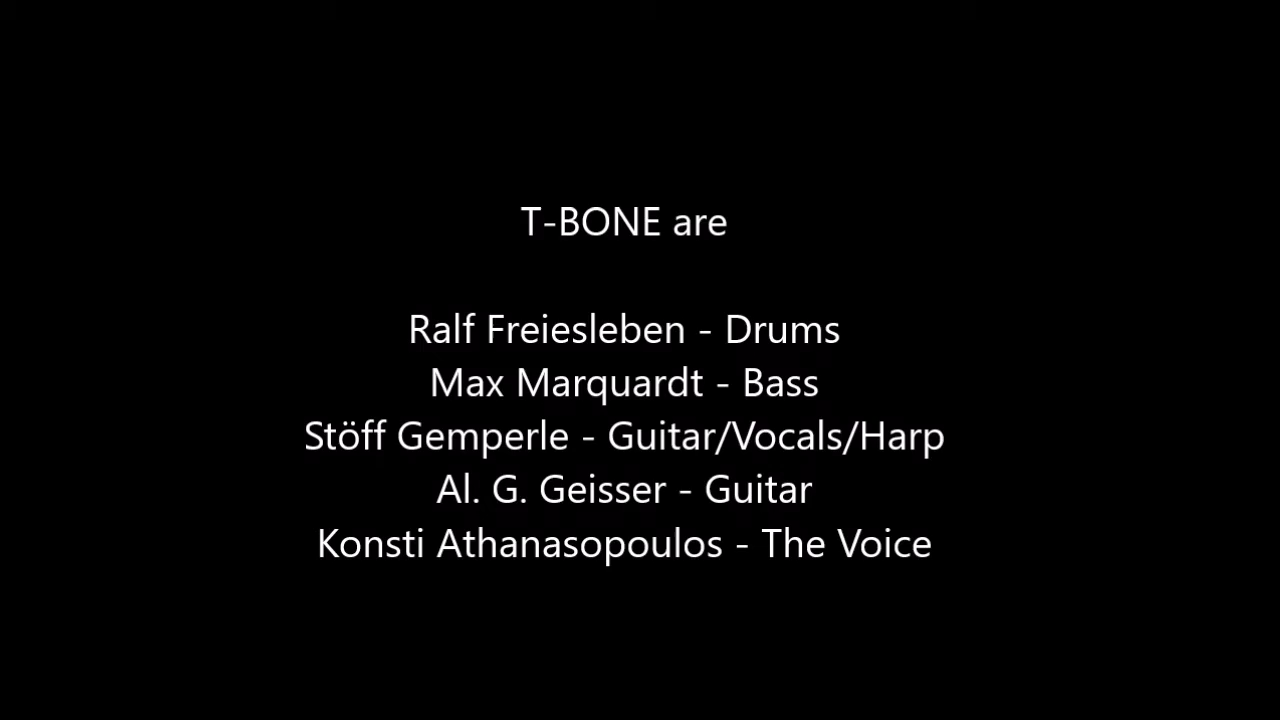 T-BONE are
Ralf Freiesleben - Drums
Max Marquardt - Bass
Stöff Gemperle - Guitar/Vocals/Harp
Al. G. Geisser - Guitar
Konsti Athanasopoulos - The Voice